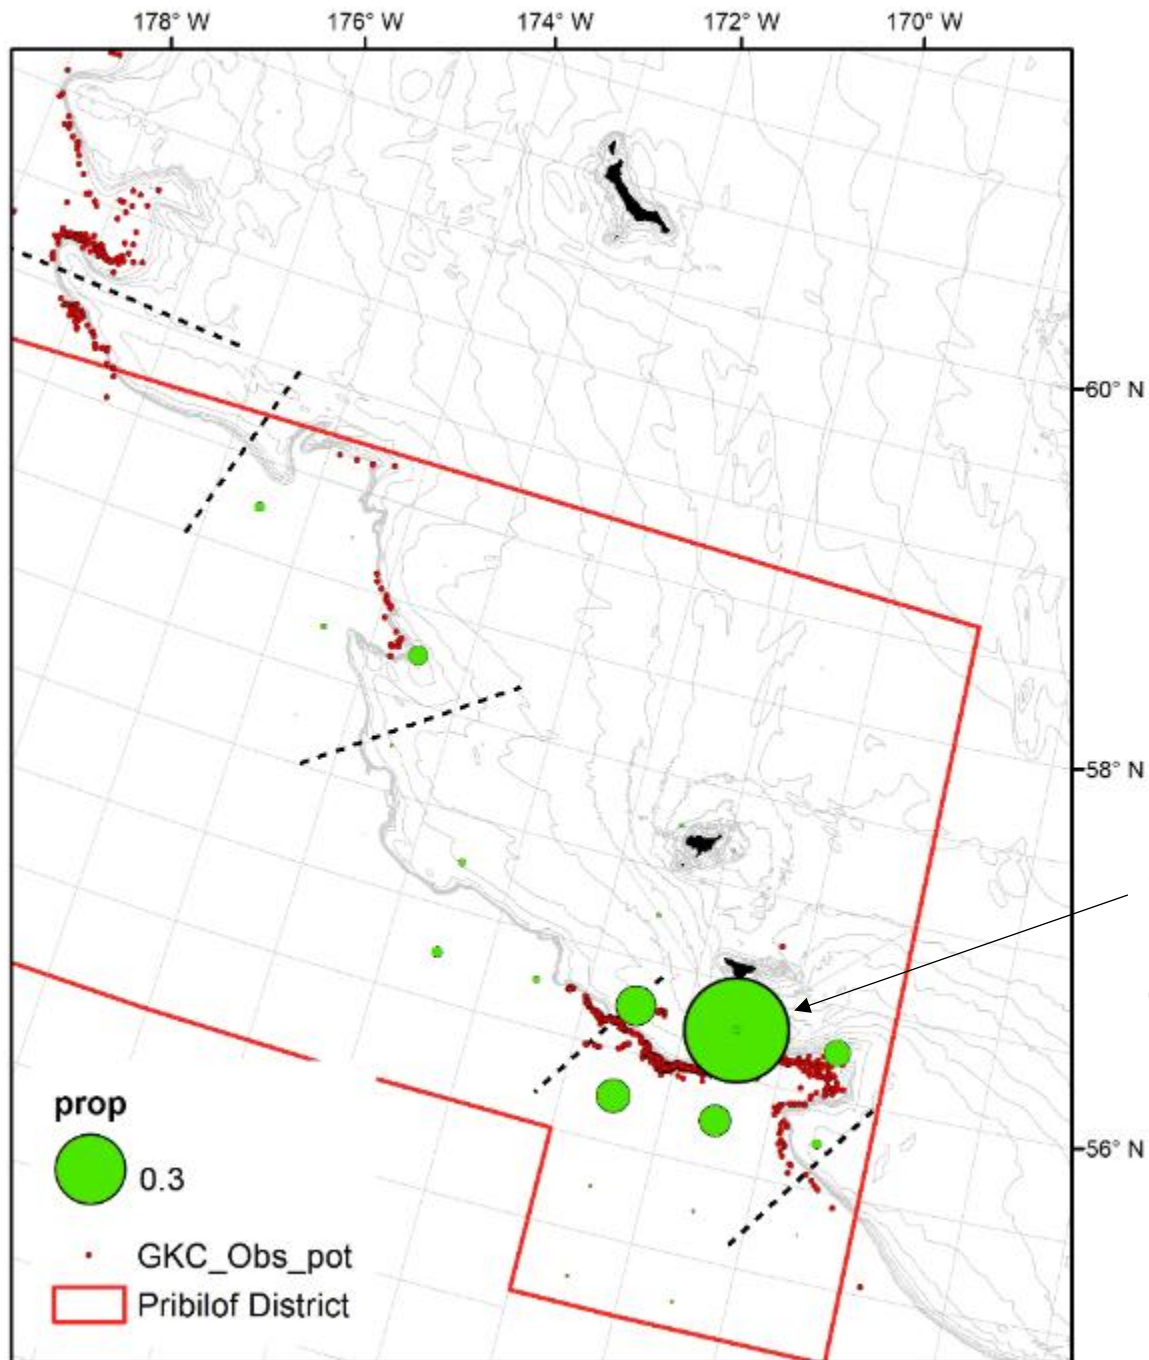 178° W
176° W
174° W
172° W
170° W
60° N
58° N
56° N
prop
0.3
GKC_Obs_pot
Pribilof District